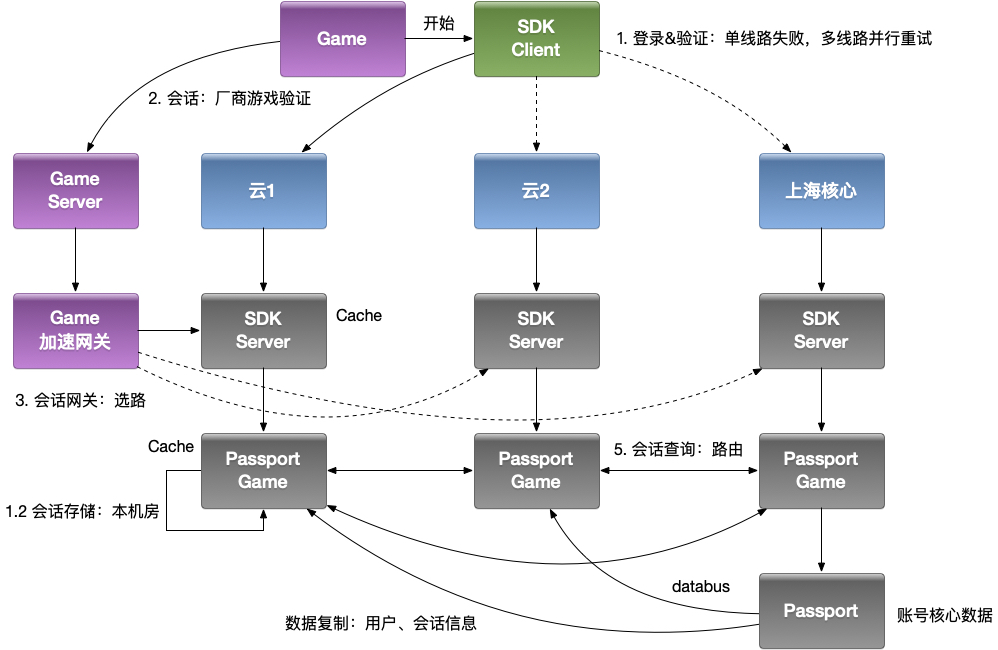 Game
开始
SDK
Client
1. 登录&验证：单线路失败，多线路并行重试
2. 会话：厂商游戏验证
Game
Server
云1
云2
上海核心
Game
加速网关
SDK
Server
Cache
SDK
Server
SDK
Server
3. 会话网关：选路
Cache
Passport
Game
Passport
Game
5. 会话查询：路由
Passport
Game
1.2 会话存储：本机房
databus
数据复制：用户、会话信息
Passport
账号核心数据